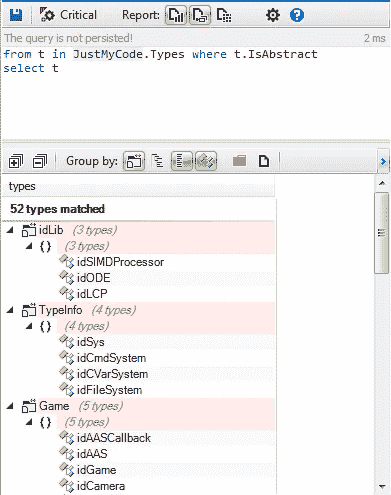 Critical Report:
The query is not persisted! 2 ms
from t in JustMyCode.Types where t.IsAbstract
select t
Group by:
types
52 types matched
idLib (3 types)
{ } (3 types)
idSIMDProcessor
idODE
idLCP
TypeInfo (4 types)
{ } (4 types)
idSys
idCmdSystem
idCVarSystem
idFileSystem
Game (5 types)
{ } (5 types)
idAASCallback
idAAS
idGame
idCamera